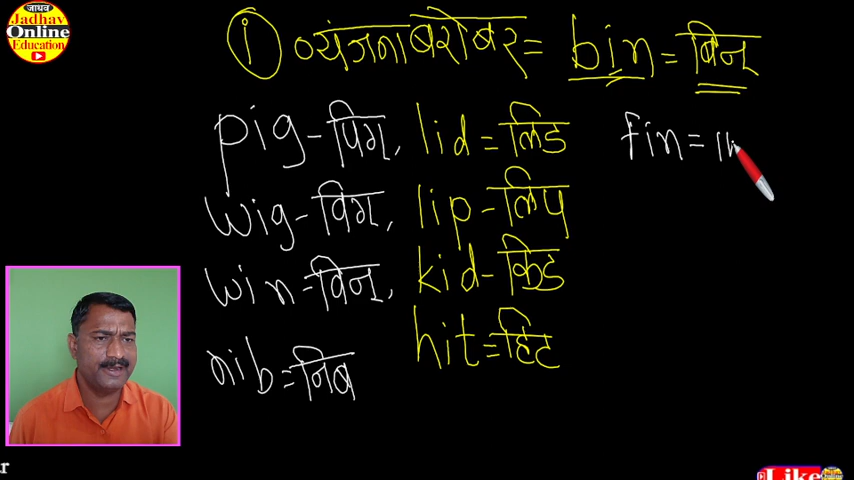 जाधव
Jadhav
Online
Education
i व्यंजनाबरोबर = bin = बिन
pig - पिग, lid = लिड fin =
wig - विग, lip - लिप
win - विन, kid - किड
nib = निब hit = हिट
Like